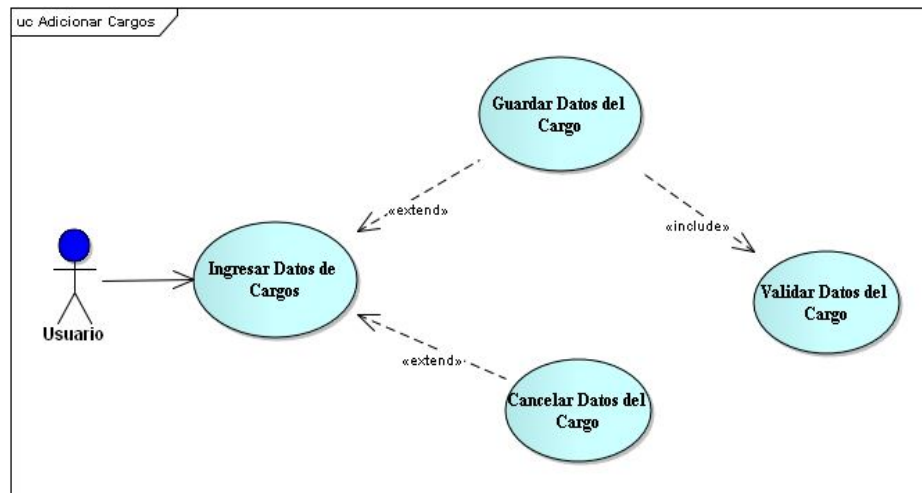 uc Adicionar Cargos
Guardar Datos del
Cargo
«extend»
«include»
Ingresar Datos de
Cargos
Validar Datos del
Cargo
Usuario
«extend»
Cancelar Datos del
Cargo